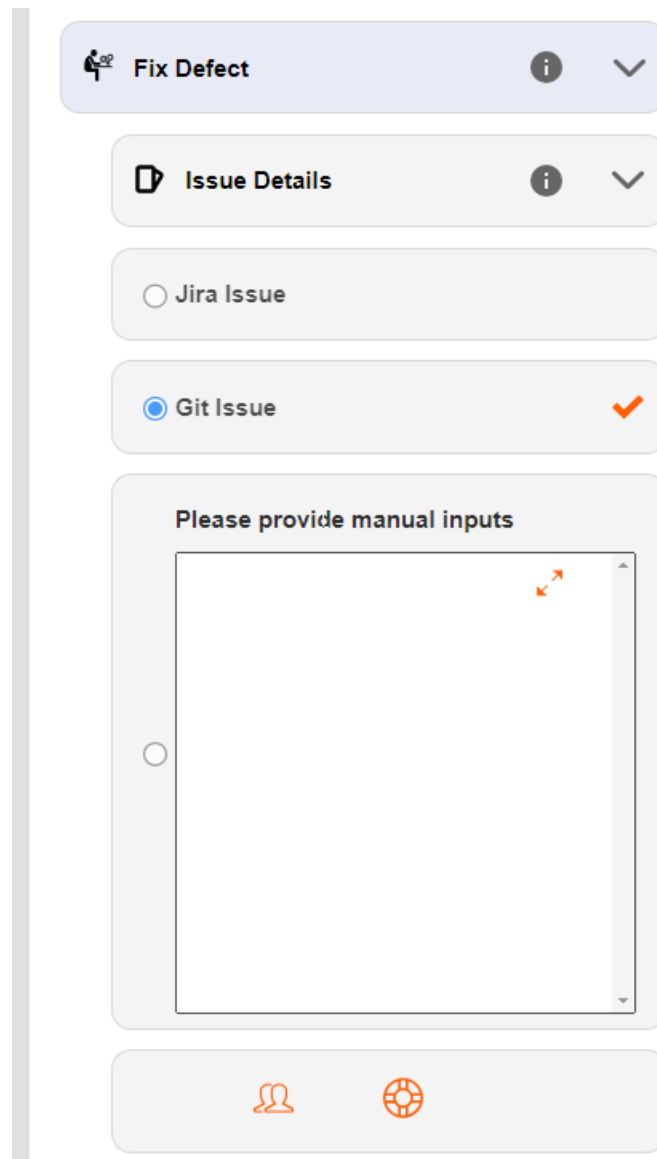 Fix Defect
Issue Details
Jira Issue
Git Issue
Please provide manual inputs